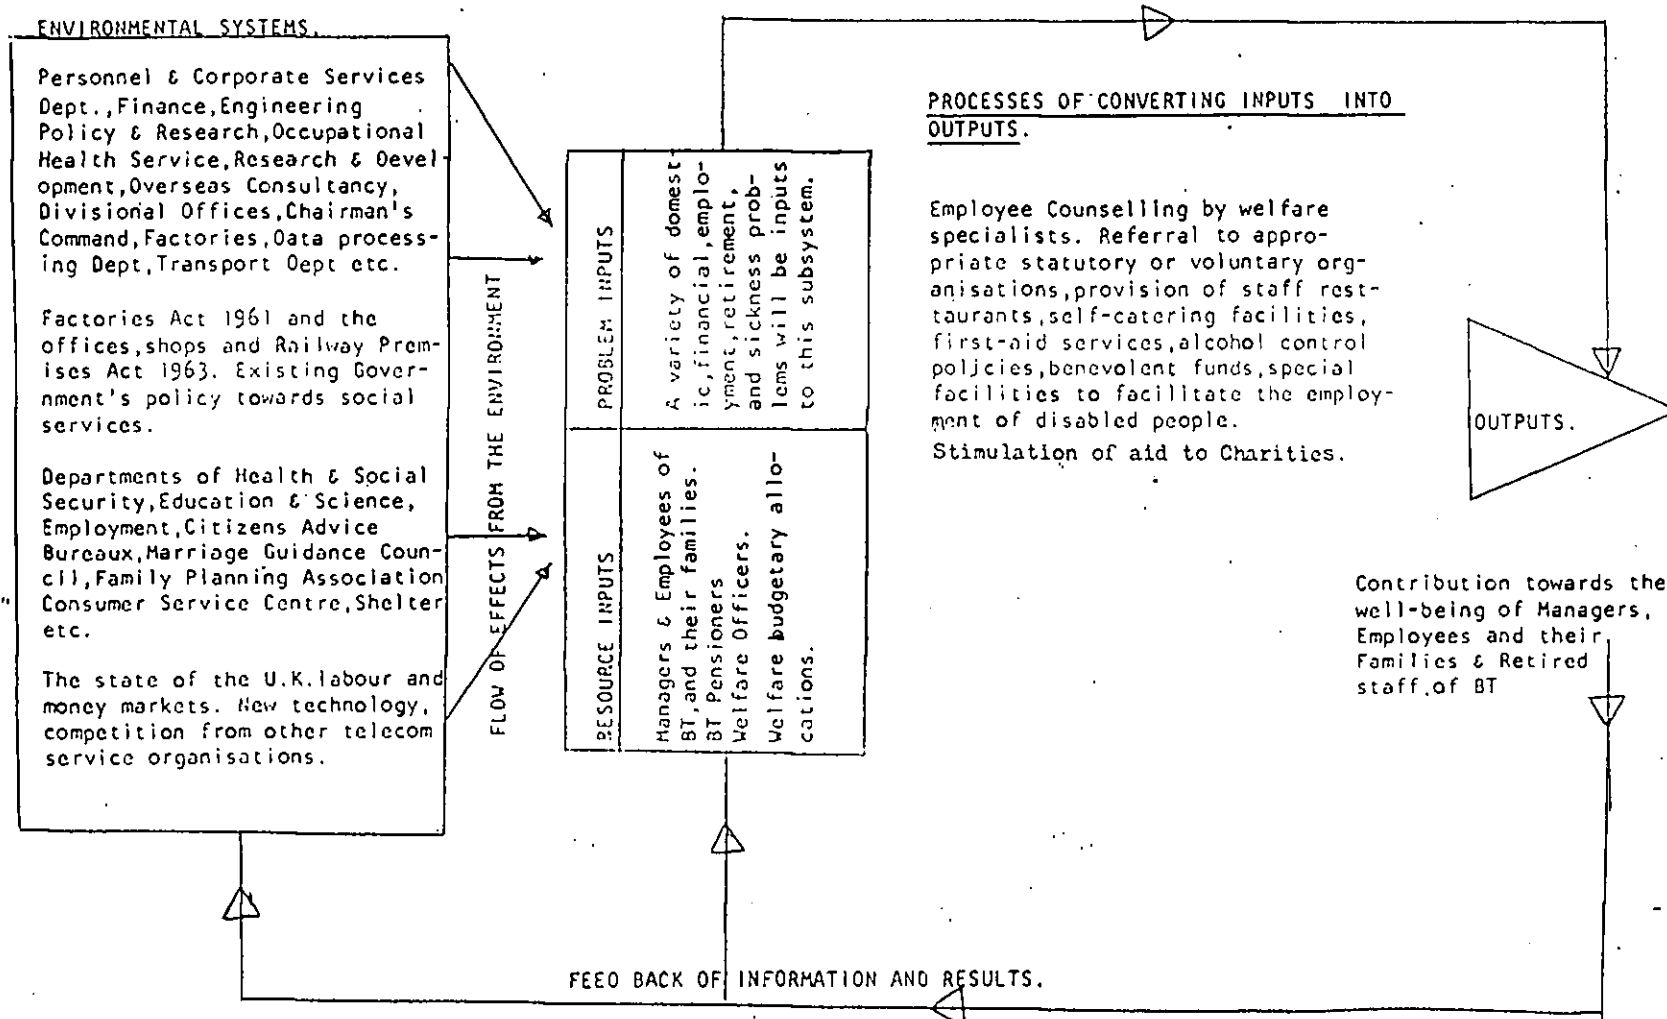 ENVIRONMENTAL SYSTEMS.
Personnel & Corporate Services
Dept.,Finance,Engineering
Policy & Research,Occupational
Health Service,Research & Devel-
opment,Overseas Consultancy,
Divisional Offices,Chairman's
Command,Factories,Data process-
ing Dept,Transport Dept etc.
Factories Act 1961 and the
offices,shops and Railway Prem-
ises Act 1963. Existing Gover-
nment's policy towards social
services.
Departments of Health & Social
Security,Education & Science,
Employment,Citizens Advice
Bureaux,Marriage Guidance Coun-
cil,Family Planning Association
Consumer Service Centre,Shelter
etc.
The state of the U.K.labour and
money markets. New technology,
competition from other telecom
service organisations.
FLOW OF EFFECTS FROM THE ENVIRONMENT
PROBLEM INPUTS
A variety of domest-
ic,financial,emplo-
yment,retirement,
and sickness prob-
lems will be inputs
to this subsystem.
RESOURCE INPUTS
Managers & Employees of
BT,and their families.
BT Pensioners
Welfare Officers.
Welfare budgetary allo-
cations.
PROCESSES OF CONVERTING INPUTS INTO
OUTPUTS.
Employee Counselling by welfare
specialists. Referral to appro-
priate statutory or voluntary org-
anisations,provision of staff rest-
taurants,self-catering facilities,
first-aid services,alcohol control
policies,benevolent funds,special
facilities to facilitate the employ-
ment of disabled people.
Stimulation of aid to Charities.
OUTPUTS.
Contribution towards the
well-being of Managers,
Employees and their
Families & Retired
staff of BT
FEED BACK OF INFORMATION AND RESULTS.